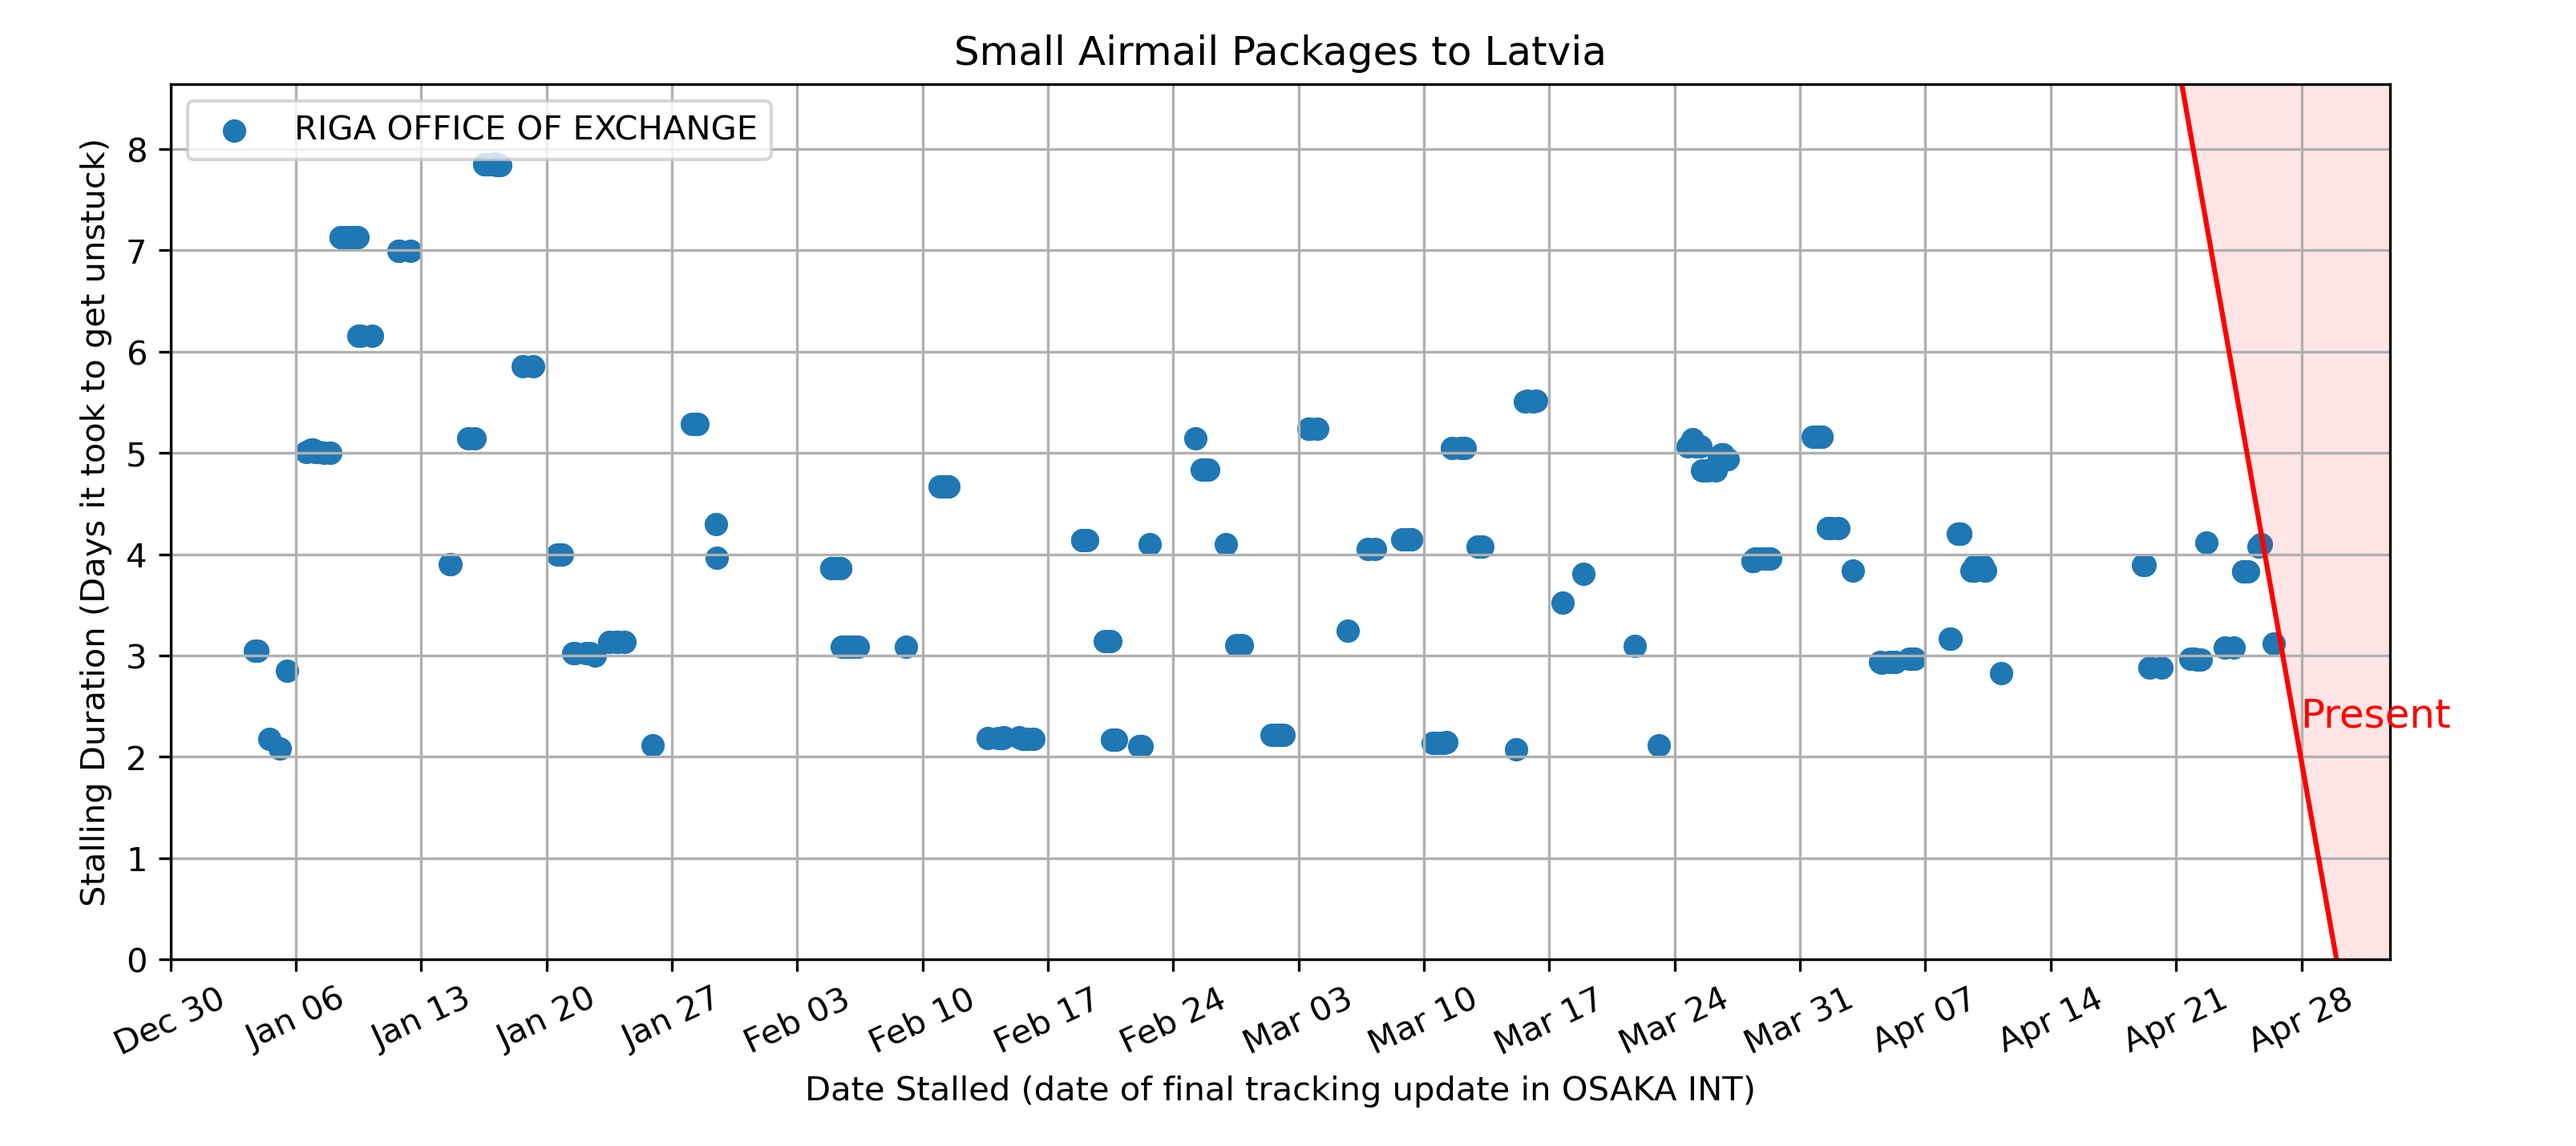 Small Airmail Packages to Latvia
RIGA OFFICE OF EXCHANGE
Stalling Duration (Days it took to get unstuck)
8
7
6
5
4
3
2
1
0
Present
Dec 30
Jan 06
Jan 13
Jan 20
Jan 27
Feb 03
Feb 10
Feb 17
Feb 24
Mar 03
Mar 10
Mar 17
Mar 24
Mar 31
Apr 07
Apr 14
Apr 21
Apr 28
Date Stalled (date of final tracking update in OSAKA INT)